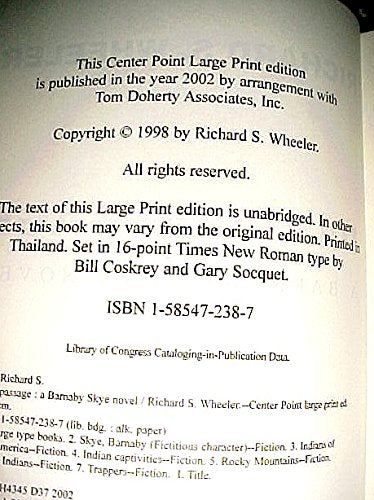 This Center Point Large Print edition
is published in the year 2002 by arrangement with
Tom Doherty Associates, Inc.
Copyright © 1998 by Richard S. Wheeler.
All rights reserved.
The text of this Large Print edition is unabridged. In other
ects, this book may vary from the original edition. Printed in
Thailand. Set in 16-point Times New Roman type by
Bill Coskrey and Gary Socquet.
ISBN 1-58547-238-7
Library of Congress Cataloging-in-Publication Data
Richard S.
passage : a Barnaby Skye novel / Richard S. Wheeler.--Center Point large print ed.
cm.
1-58547-238-7 (lib. bdg. : alk. paper)
rge type books. 2. Skye, Barnaby (Fictitious character)--Fiction. 3. Indians of
merica--Fiction. 4. Indian captivities--Fiction. 5. Rocky Mountains--Fiction.
Indians--Fiction. 7. Trappers--Fiction. I. Title.
H4345 D37 2002